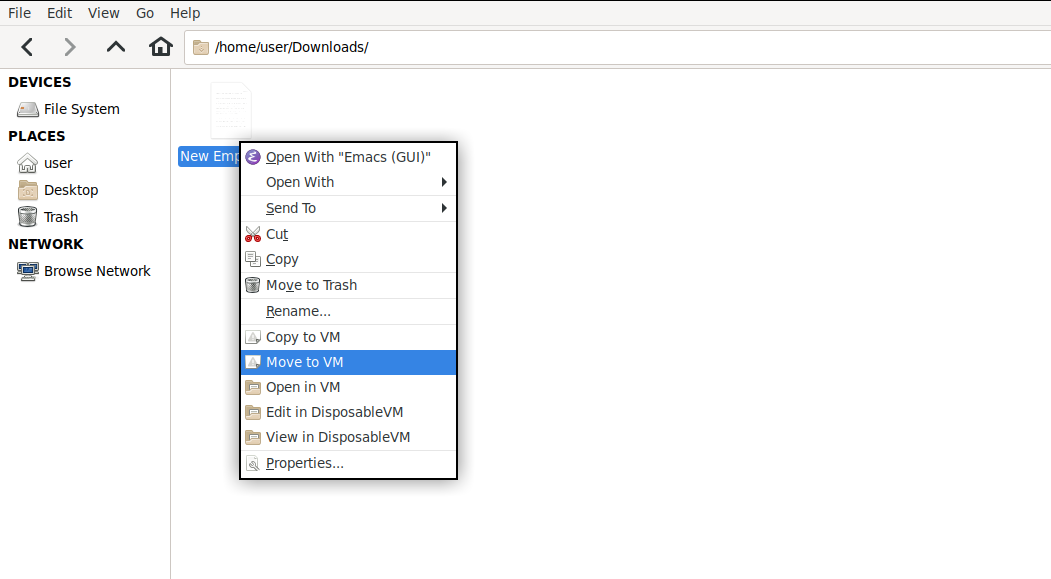 File Edit View Go Help
/home/user/Downloads/
DEVICES
File System
PLACES
user
Desktop
Trash
NETWORK
Browse Network
New Emp
Open With "Emacs (GUI)"
Open With
Send To
Cut
Copy
Move to Trash
Rename...
Copy to VM
Move to VM
Open in VM
Edit in DisposableVM
View in DisposableVM
Properties...